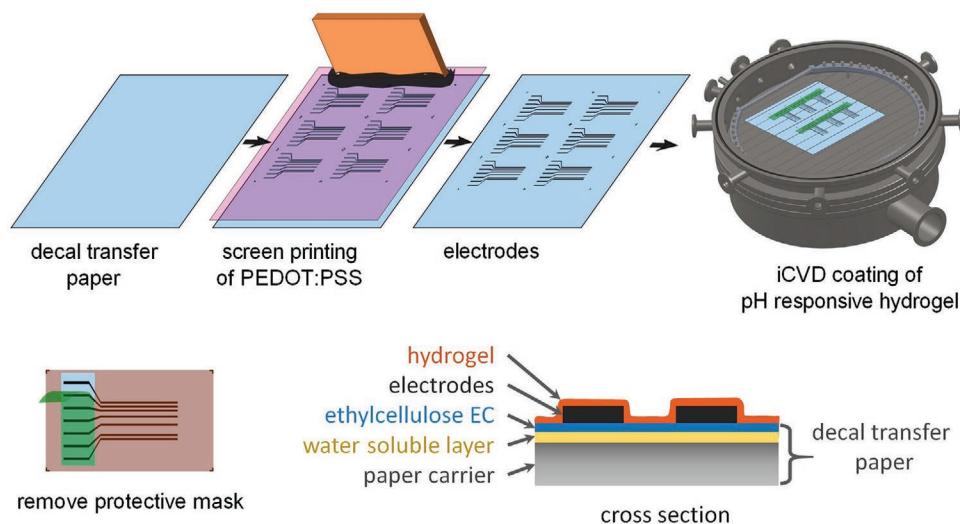 decal transfer
paper
screen printing
of PEDOT:PSS
electrodes
iCVD coating of
pH responsive hydrogel
remove protective mask
hydrogel
electrodes
ethylcellulose EC
water soluble layer
paper carrier
decal transfer
paper
cross section